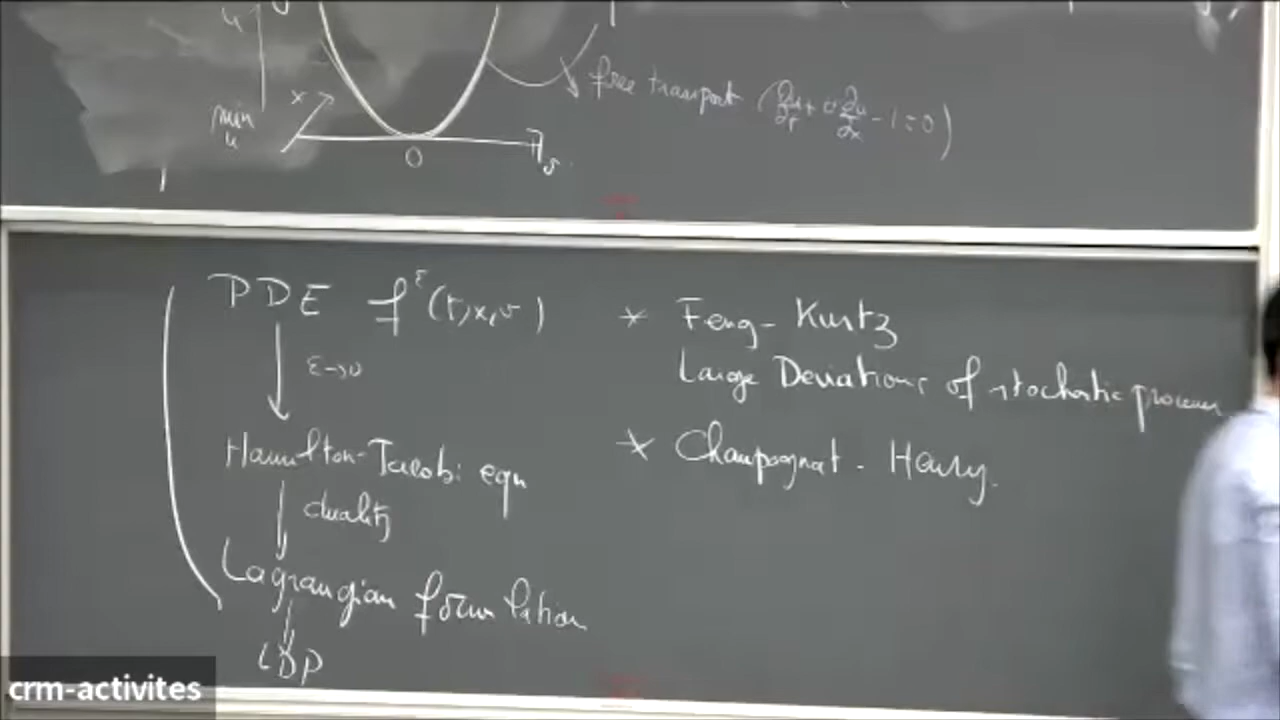 min
u
x
0
v
free transport (∂u/∂t + v ∂u/∂x - 1 = 0)
PDE f^ε(t,x,v)
ε→0
Hamilton-Jacobi eqn
duality
Lagrangian formulation
LDP
* Feng - Kurtz
Large Deviations of stochastic processes
* Champagnat - Henry.
crm-activites